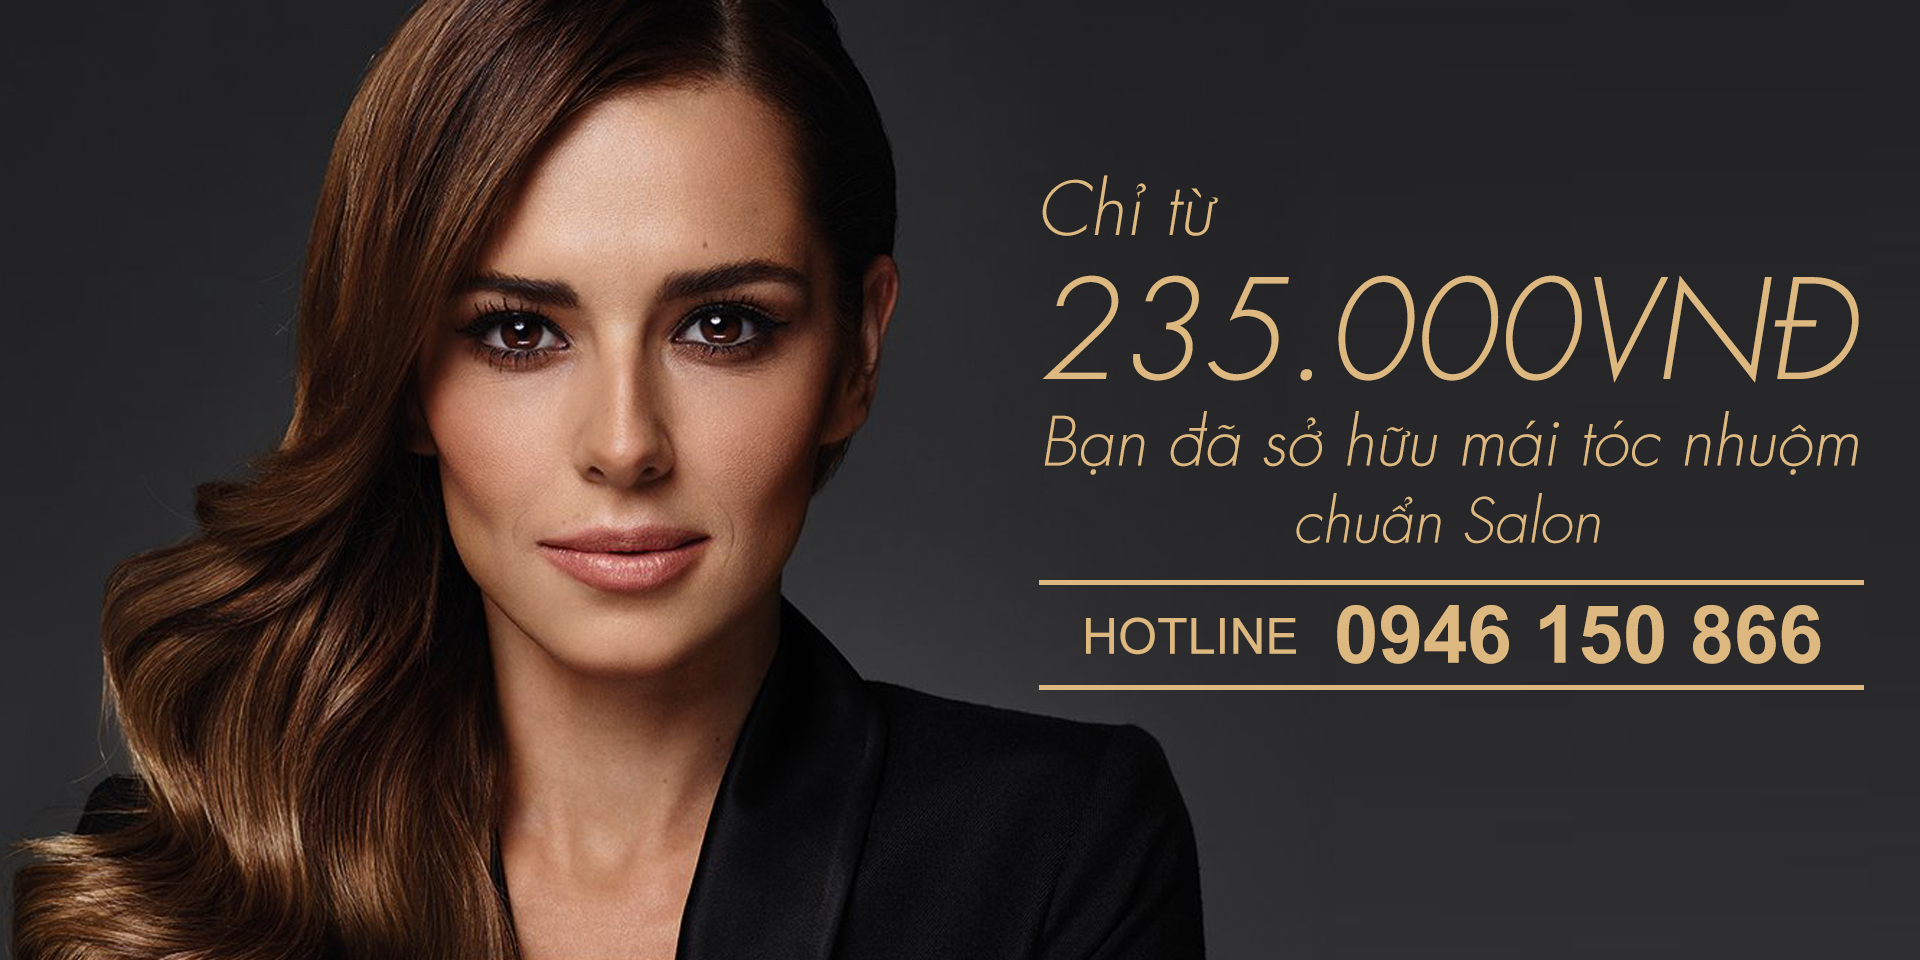 Chỉ từ
235.000VNĐ
Bạn đã sở hữu mái tóc nhuộm
chuẩn Salon
HOTLINE 0946 150 866